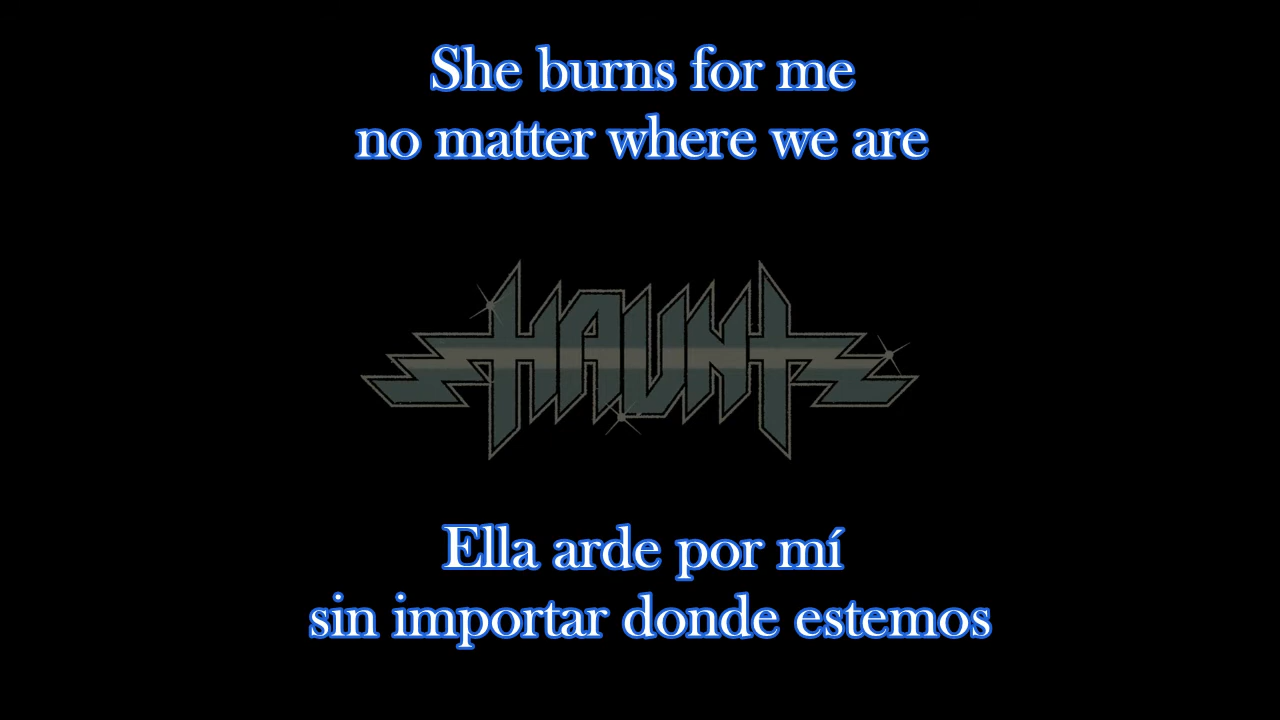 She burns for me
no matter where we are
HAUNT
Ella arde por mí
sin importar donde estemos